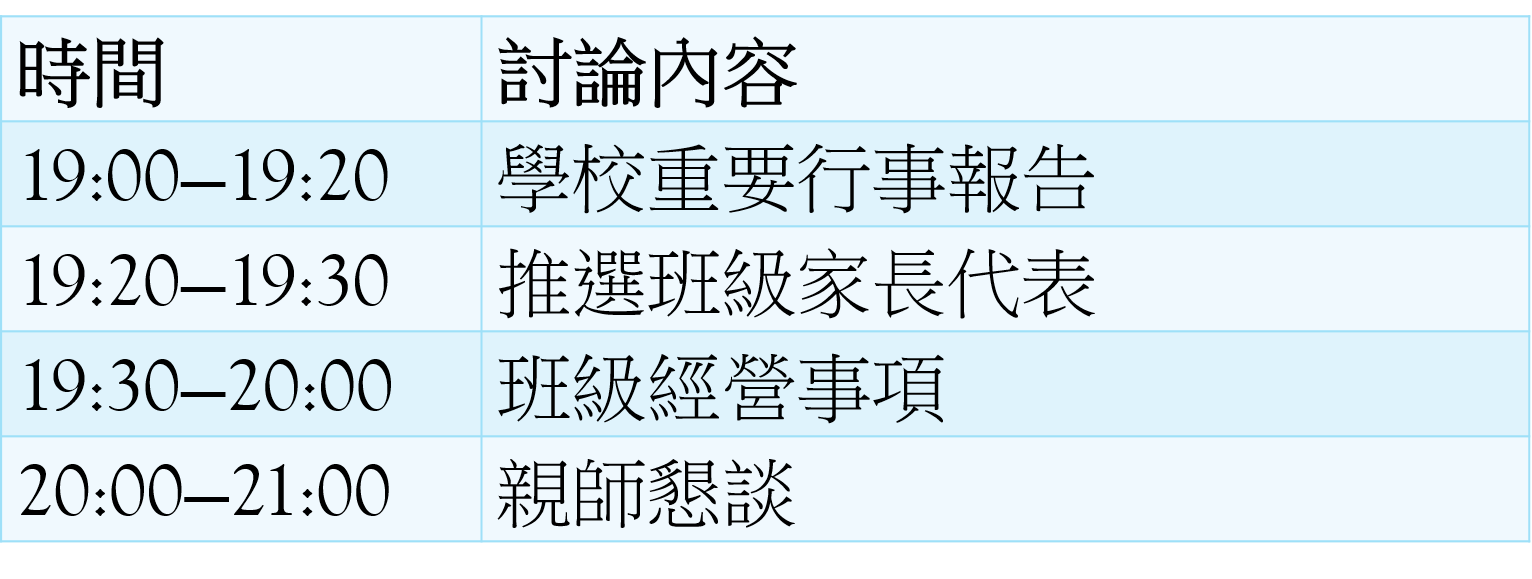 時間 討論內容
19:00—19:20 學校重要行事報告
19:20—19:30 推選班級家長代表
19:30—20:00 班級經營事項
20:00—21:00 親師懇談